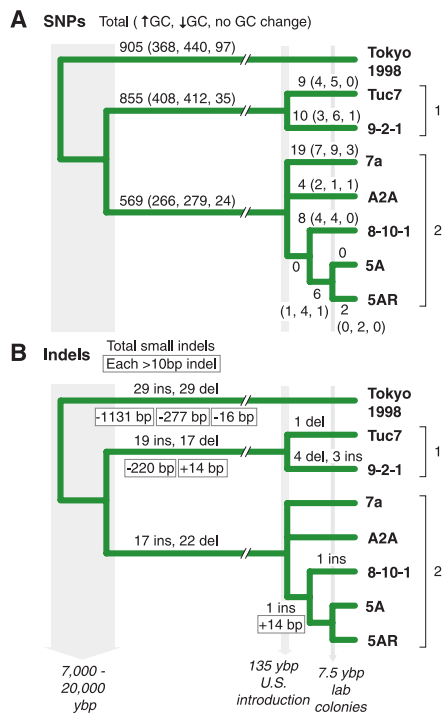 A SNPs Total (↑GC, ↓GC, no GC change)
905 (368, 440, 97)
Tokyo
1998
9 (4, 5, 0)
Tuc7
855 (408, 412, 35)
1
10 (3, 6, 1)
9-2-1
19 (7, 9, 3)
7a
4 (2, 1, 1)
A2A
569 (266, 279, 24)
8 (4, 4, 0)
8-10-1
2
0
0
5A
6
(1, 4, 1)
5AR
2
(0, 2, 0)
B Indels Total small indels
Each >10bp indel
29 ins, 29 del
Tokyo
1998
-1131 bp -277 bp -16 bp
1 del
Tuc7
19 ins, 17 del
1
4 del, 3 ins
9-2-1
-220 bp +14 bp
7a
A2A
17 ins, 22 del
2
1 ins
8-10-1
1 ins
+14 bp
5A
5AR
7,000 -
20,000
ybp
135 ybp
U.S.
introduction
7.5 ybp
lab
colonies